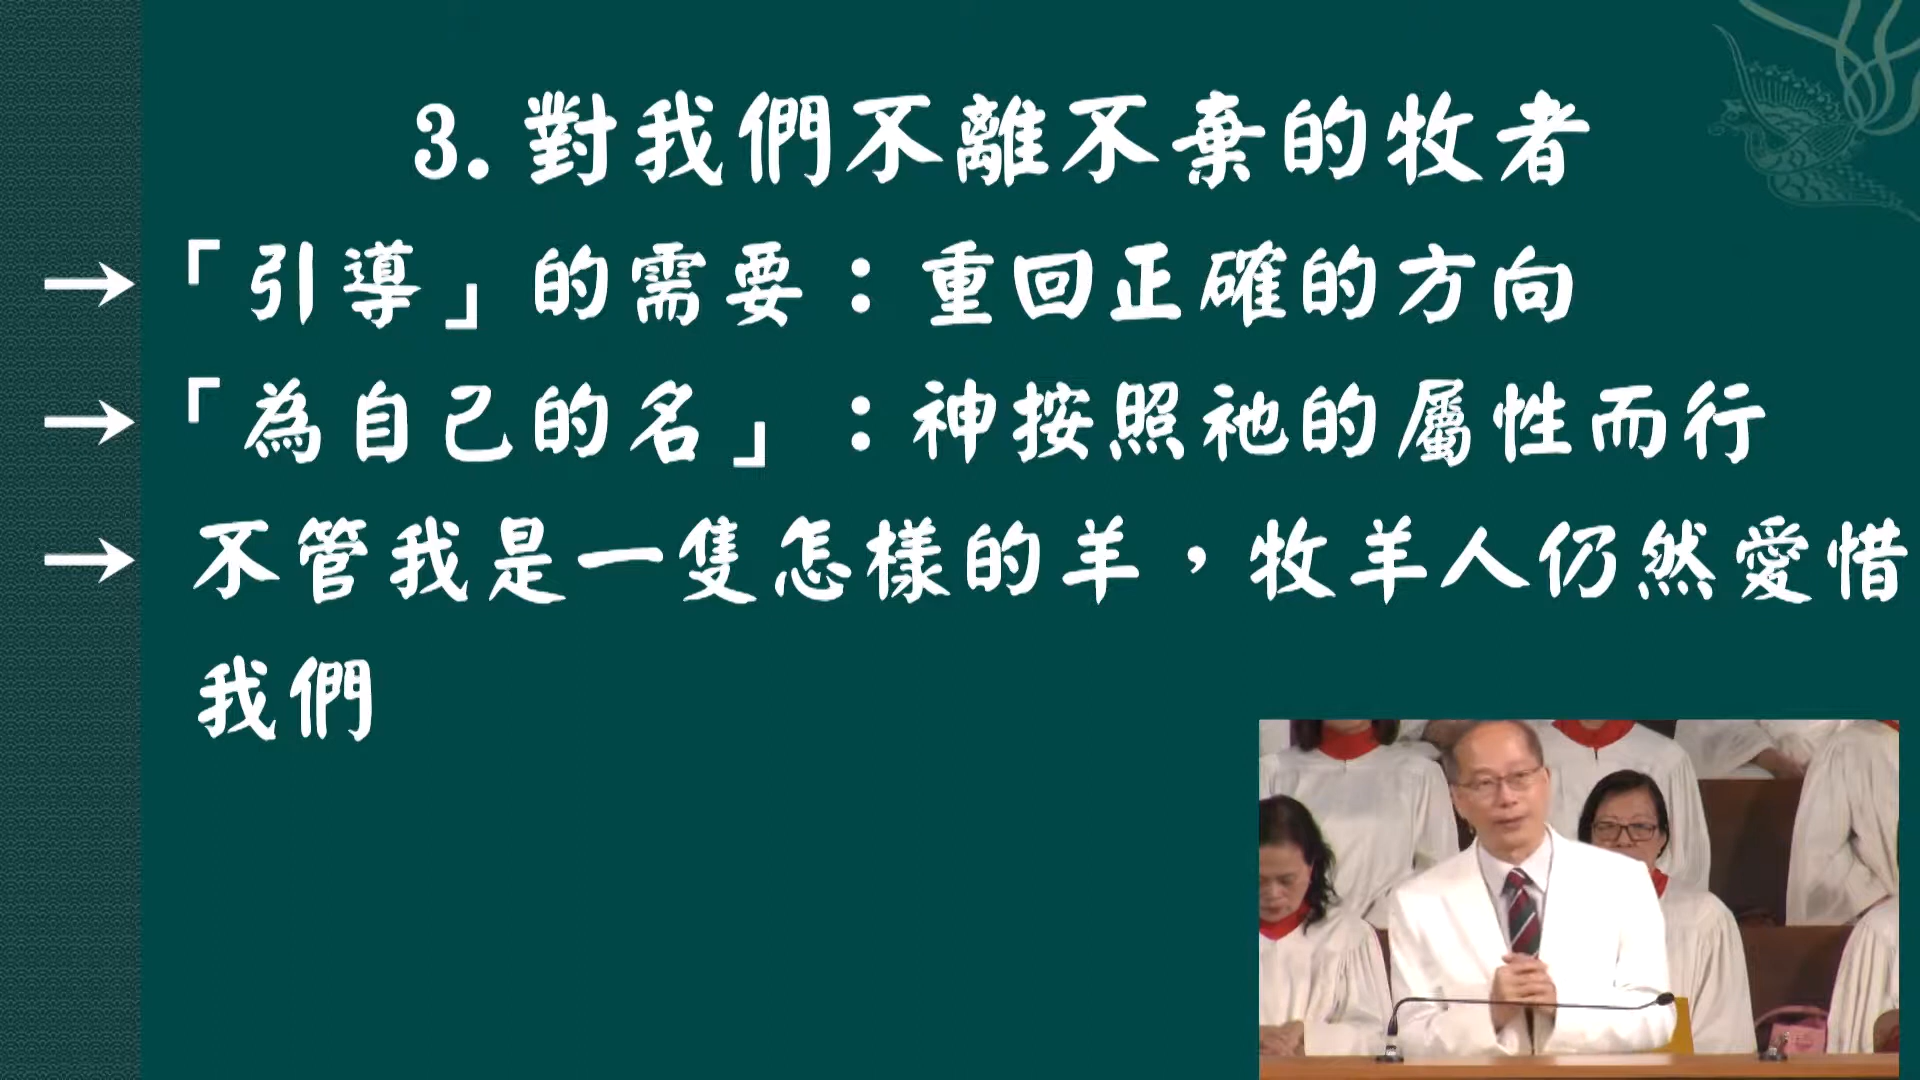 3. 對我們不離不棄的牧者
→「引導」的需要：重回正確的方向
→「為自己的名」：神按照祂的屬性而行
→ 不管我是一隻怎樣的羊，牧羊人仍然愛惜
我們